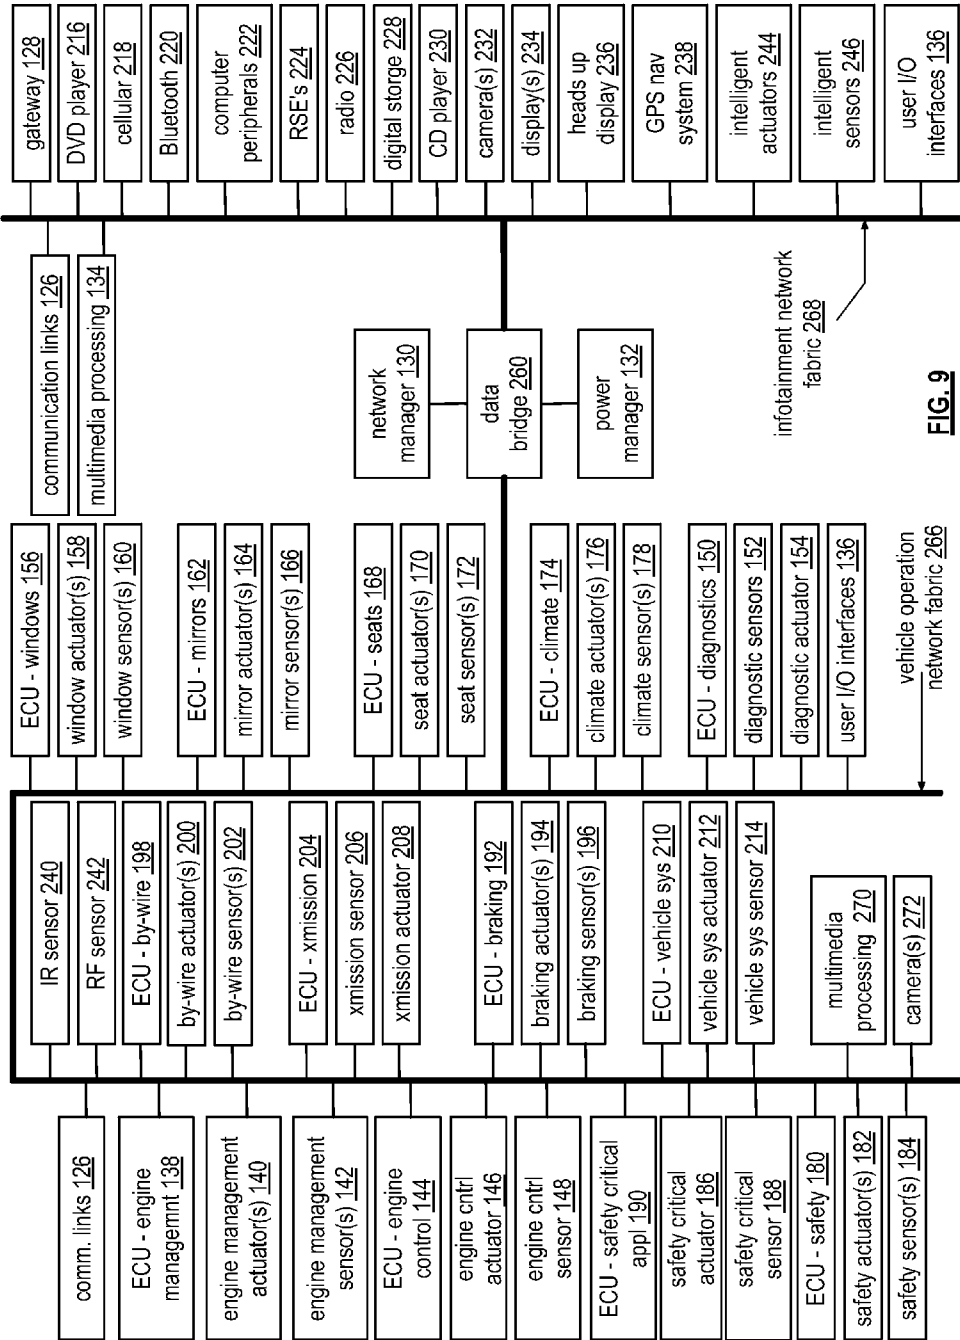 comm. links 126
ECU - engine
managemnt 138
engine management
actuator(s) 140
engine management
sensor(s) 142
ECU - engine
control 144
engine cntrl
actuator 146
engine cntrl
sensor 148
ECU - safety critical
appl 190
safety critical
actuator 186
safety critical
sensor 188
ECU - safety 180
safety actuator(s) 182
safety sensor(s) 184
IR sensor 240
RF sensor 242
ECU - by-wire 198
by-wire actuator(s) 200
by-wire sensor(s) 202
ECU - xmission 204
xmission sensor 206
xmission actuator 208
ECU - braking 192
braking actuator(s) 194
braking sensor(s) 196
ECU - vehicle sys 210
vehicle sys actuator 212
vehicle sys sensor 214
multimedia
processing 270
camera(s) 272
ECU - windows 156
window actuator(s) 158
window sensor(s) 160
ECU - mirrors 162
mirror actuator(s) 164
mirror sensor(s) 166
ECU - seats 168
seat actuator(s) 170
seat sensor(s) 172
ECU - climate 174
climate actuator(s) 176
climate sensor(s) 178
ECU - diagnostics 150
diagnostic sensors 152
diagnostic actuator 154
user I/O interfaces 136
vehicle operation
network fabric 266
communication links 126
multimedia processing 134
network
manager 130
data
bridge 260
power
manager 132
infotainment network
fabric 268
gateway 128
DVD player 216
cellular 218
Bluetooth 220
computer
peripherals 222
RSE's 224
radio 226
digital storge 228
CD player 230
camera(s) 232
display(s) 234
heads up
display 236
GPS nav
system 238
intelligent
actuators 244
intelligent
sensors 246
user I/O
interfaces 136
FIG. 9